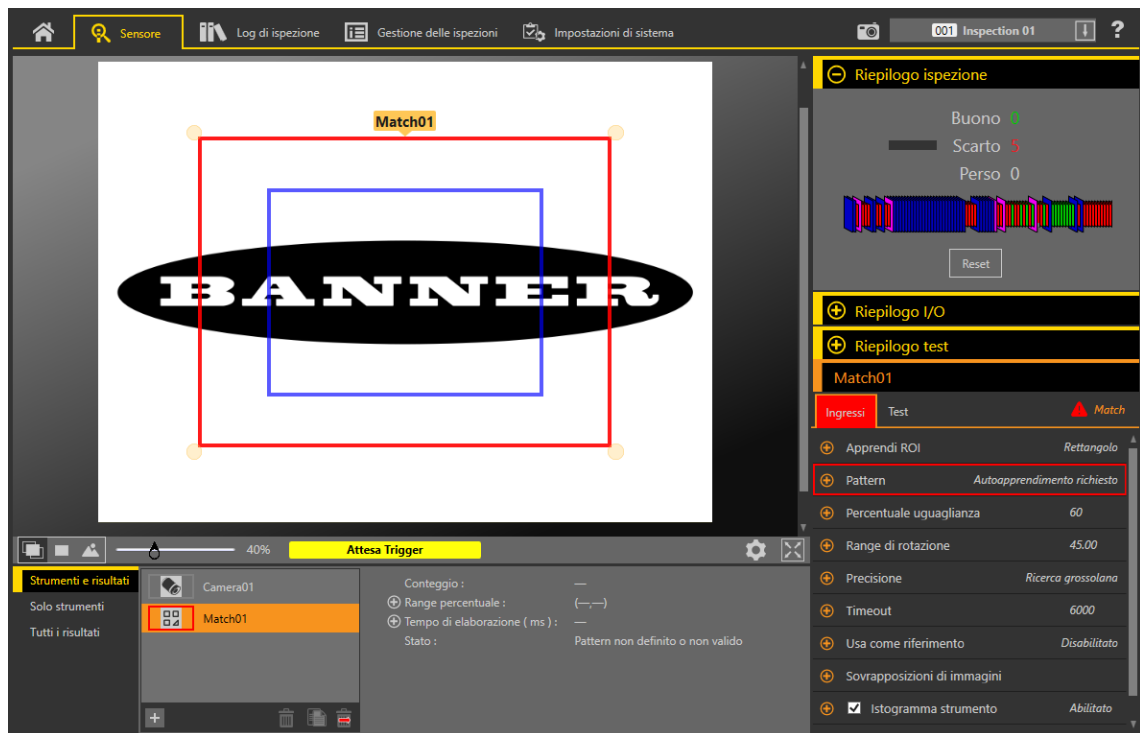 Sensore
Log di ispezione
Gestione delle ispezioni
Impostazioni di sistema
001 Inspection 01
?
Match01
BANNER
40%
Attesa Trigger
Strumenti e risultati
Solo strumenti
Tutti i risultati
Camera01
Match01
Conteggio : —
Range percentuale : (—,—)
Tempo di elaborazione ( ms ) : —
Stato : Pattern non definito o non valido
Riepilogo ispezione
Buono 0
Scarto 5
Perso 0
Reset
Riepilogo I/O
Riepilogo test
Match01
Ingressi
Test
Match
Apprendi ROI Rettangolo
Pattern Autoapprendimento richiesto
Percentuale uguaglianza 60
Range di rotazione 45.00
Precisione Ricerca grossolana
Timeout 6000
Usa come riferimento Disabilitato
Sovrapposizioni di immagini
Istogramma strumento Abilitato